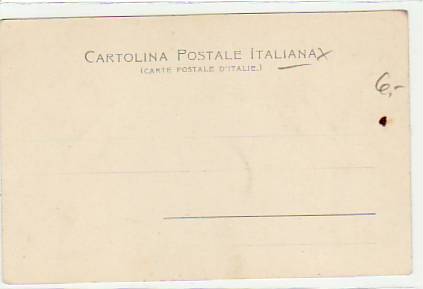 CARTOLINA POSTALE ITALIANA X
(CARTE POSTALE D'ITALIE.)
6,-